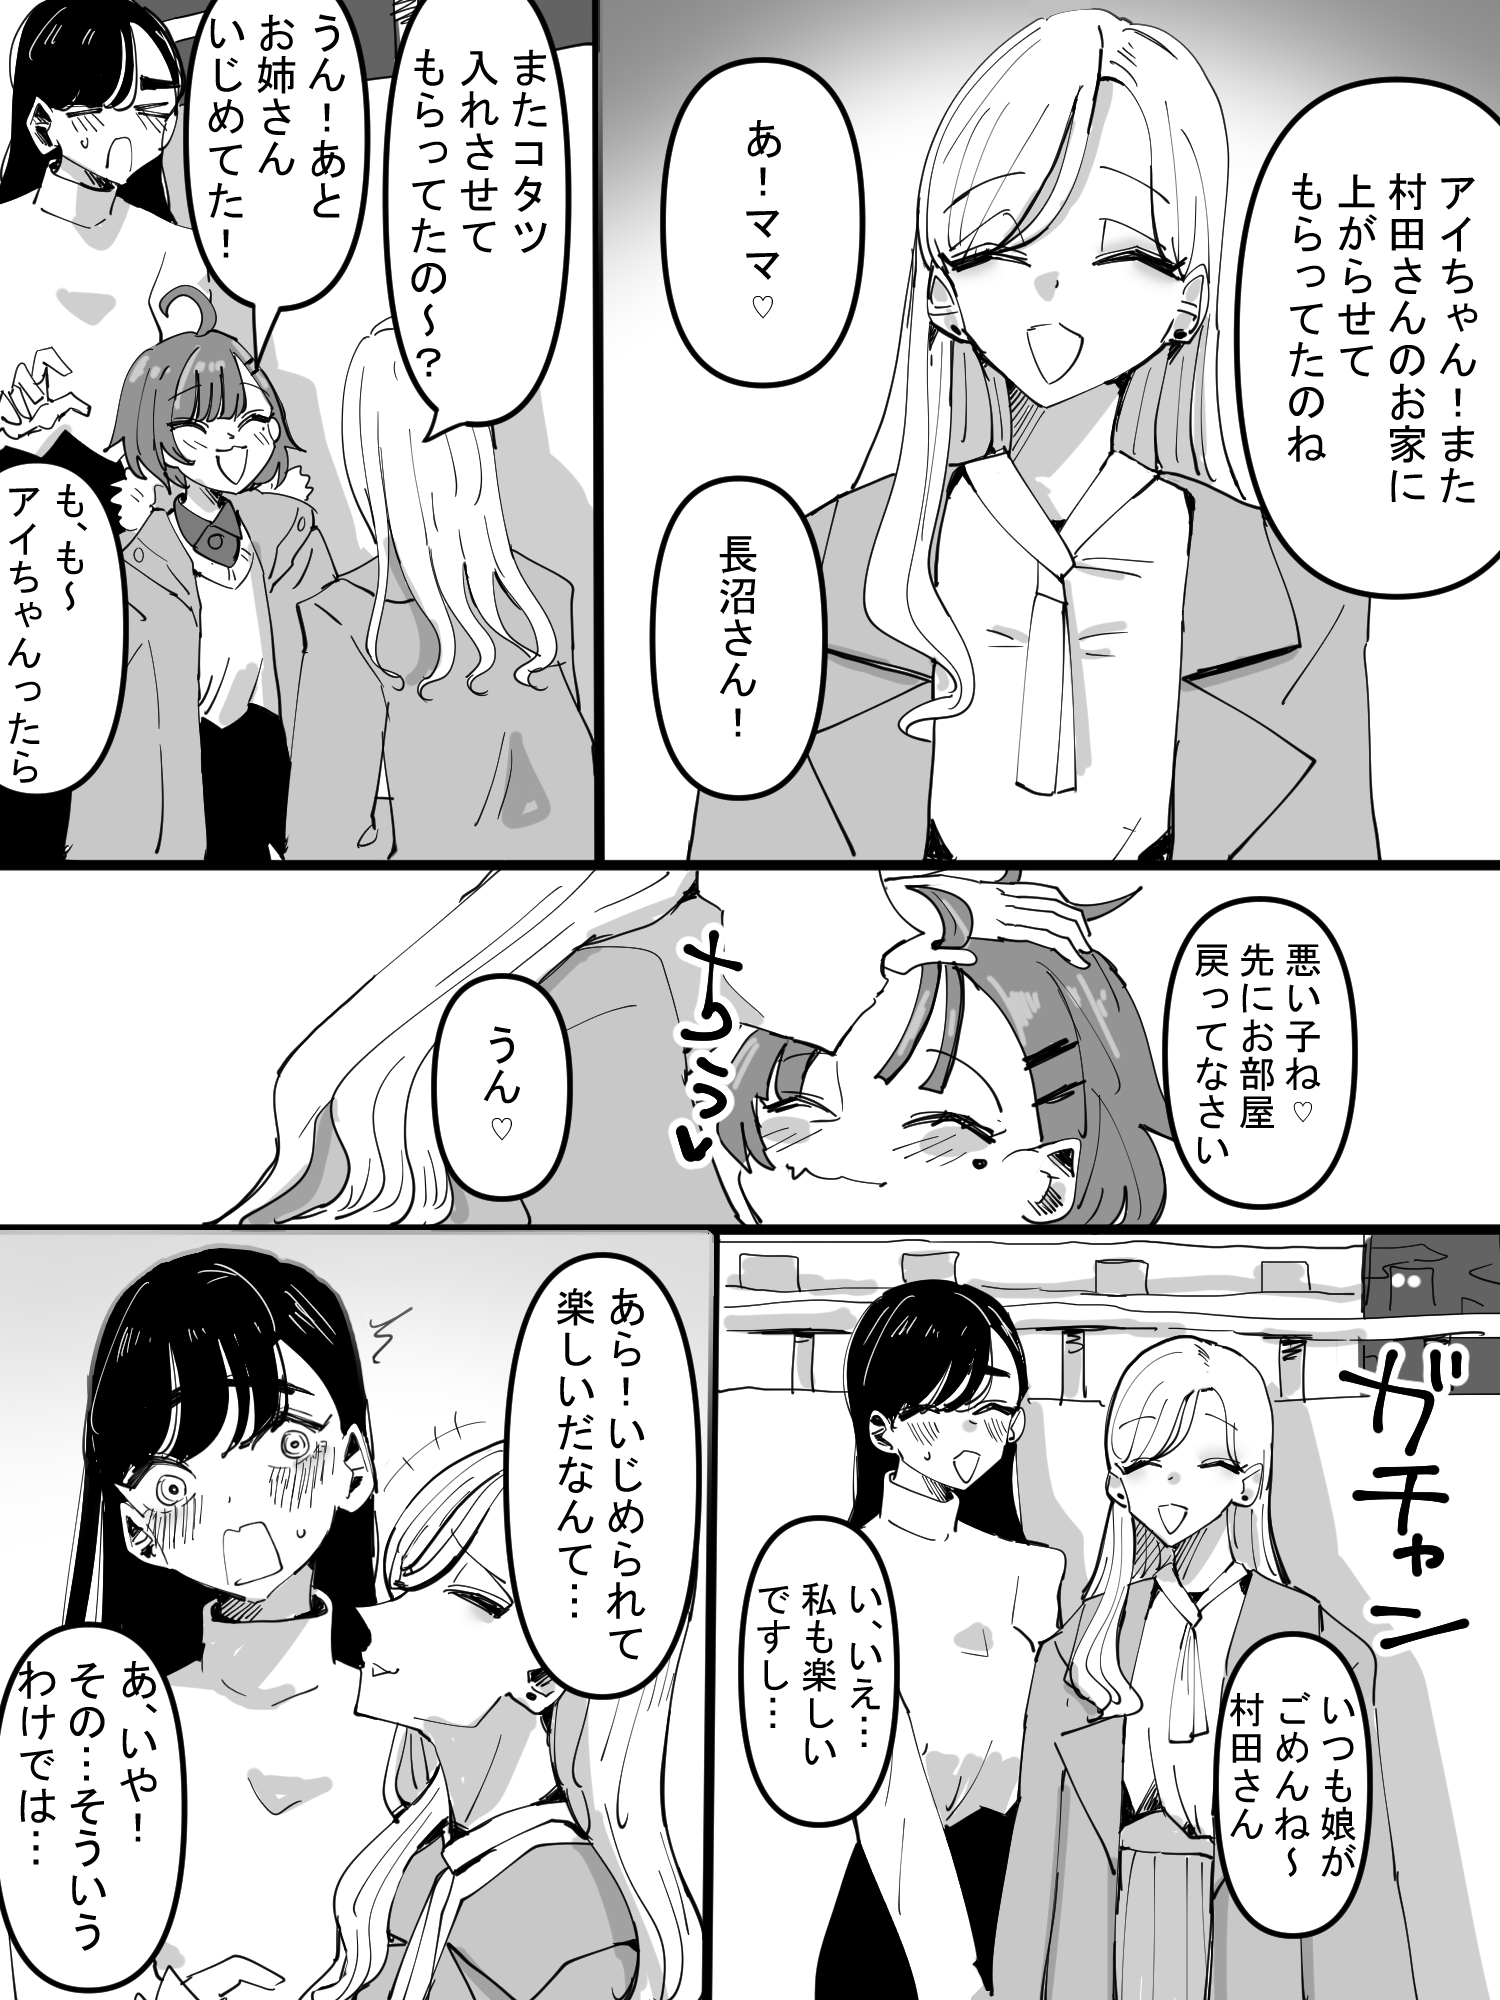 アイちゃん！また
村田さんのお家に
上がらせて
もらってたのね
あ！ママ♡
長沼さん！
またコタツ
入れさせて
もらってたの〜？
うん！あと
お姉さん
いじめてた！
も、も〜
アイちゃんったら
悪い子ね♡
先にお部屋
戻ってなさい
ナデ
うん♡
ガチャン
いつも娘が
ごめんね〜
村田さん
い、いえ…
私も楽しい
ですし…
あら！いじめられて
楽しいだなんて…
あ、いや！
その…そういう
わけでは…